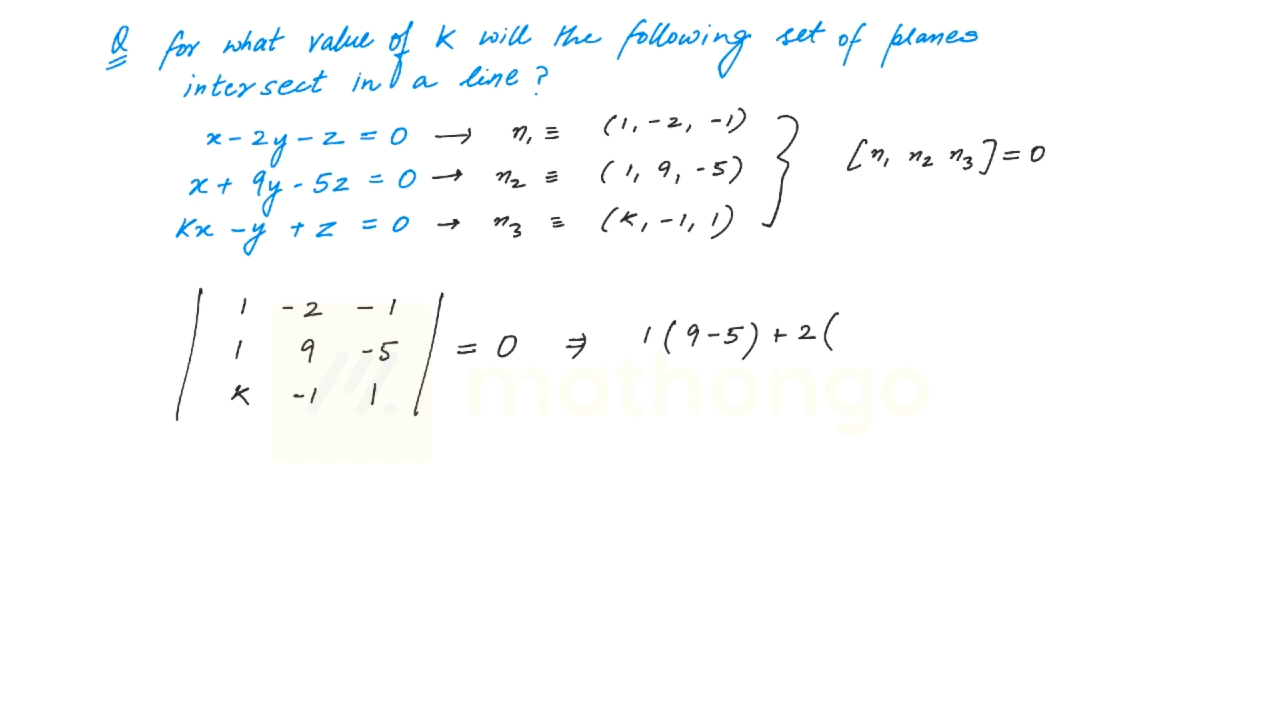 Q for what value of K will the following set of planes
intersect in a line ?
x - 2y - z = 0 → n₁ ≡ (1, -2, -1)
x + 9y - 5z = 0 → n₂ ≡ (1, 9, -5) } [n₁ n₂ n₃] = 0
Kx - y + z = 0 → n₃ ≡ (K, -1, 1)
| 1 -2 -1 |
| 1 9 -5 | = 0 ⇒ 1(9-5) + 2(
| K -1 1 |
mathongo